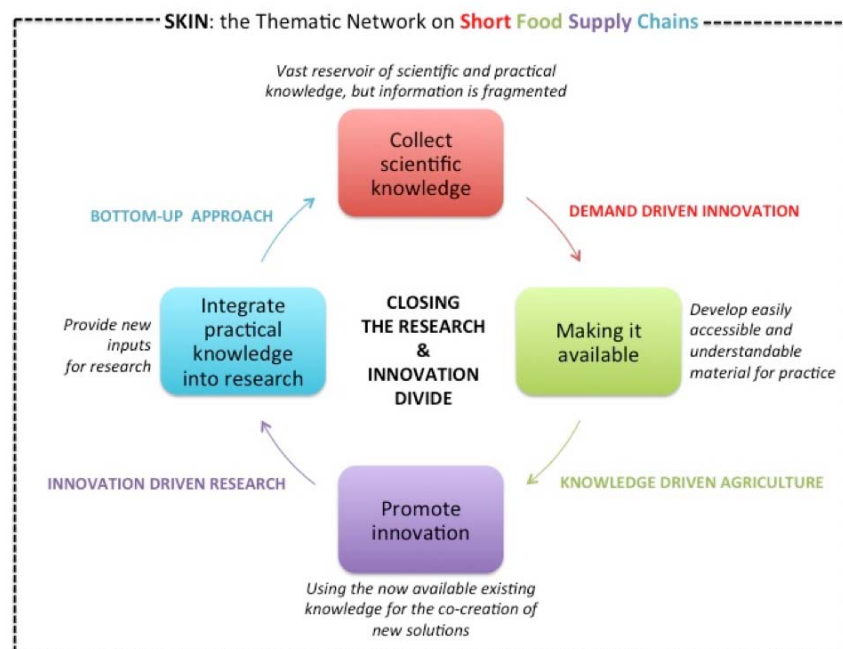 SKIN: the Thematic Network on Short Food Supply Chains
Vast reservoir of scientific and practical
knowledge, but information is fragmented
Collect
scientific
knowledge
BOTTOM-UP APPROACH
DEMAND DRIVEN INNOVATION
Provide new
inputs
for research
Integrate
practical
knowledge
into research
CLOSING
THE RESEARCH
&
INNOVATION
DIVIDE
Making it
available
Develop easily
accessible and
understandable
material for practice
INNOVATION DRIVEN RESEARCH
KNOWLEDGE DRIVEN AGRICULTURE
Promote
innovation
Using the now available existing
knowledge for the co-creation of
new solutions